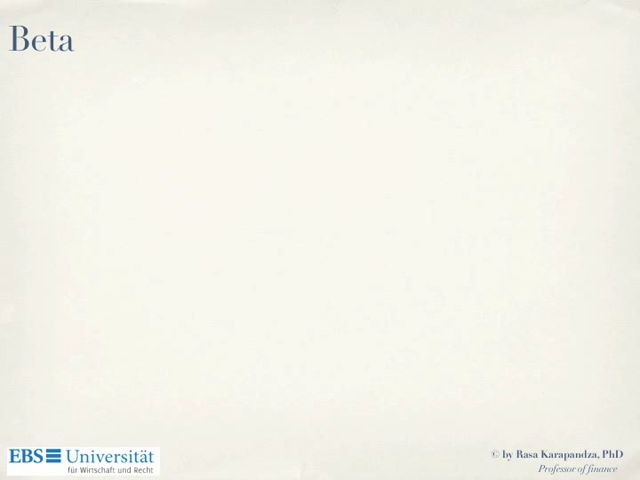 Beta
EBS Universität
für Wirtschaft und Recht
© by Rasa Karapandza, PhD
Professor of finance